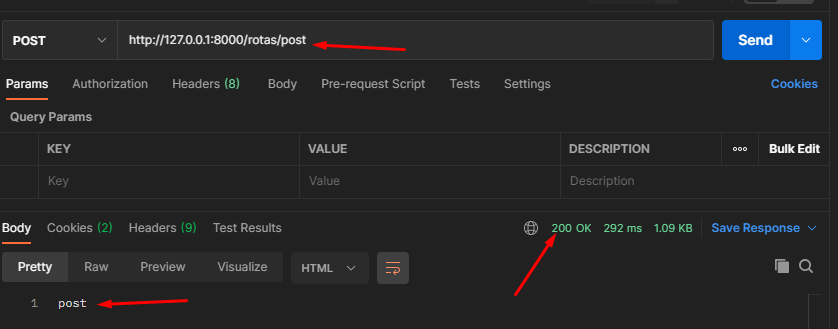 POST http://127.0.0.1:8000/rotas/post Send
Params Authorization Headers (8) Body Pre-request Script Tests Settings Cookies
Query Params
KEY VALUE DESCRIPTION Bulk Edit
Key Value Description
Body Cookies (2) Headers (9) Test Results 200 OK 292 ms 1.09 KB Save Response
Pretty Raw Preview Visualize HTML
1 post